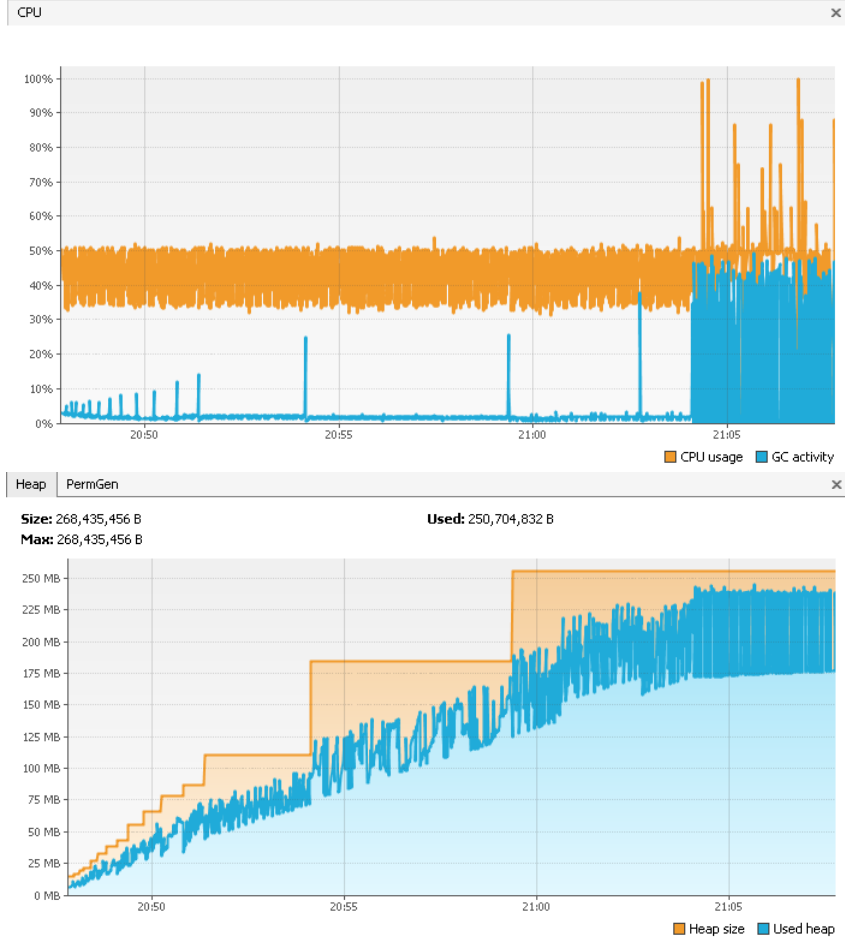 CPU
100%
90%
80%
70%
60%
50%
40%
30%
20%
10%
0%
20:50 20:55 21:00 21:05
CPU usage GC activity
Heap PermGen
Size: 268,435,456 B Used: 250,704,832 B
Max: 268,435,456 B
250 MB
225 MB
200 MB
175 MB
150 MB
125 MB
100 MB
75 MB
50 MB
25 MB
0 MB
20:50 20:55 21:00 21:05
Heap size Used heap